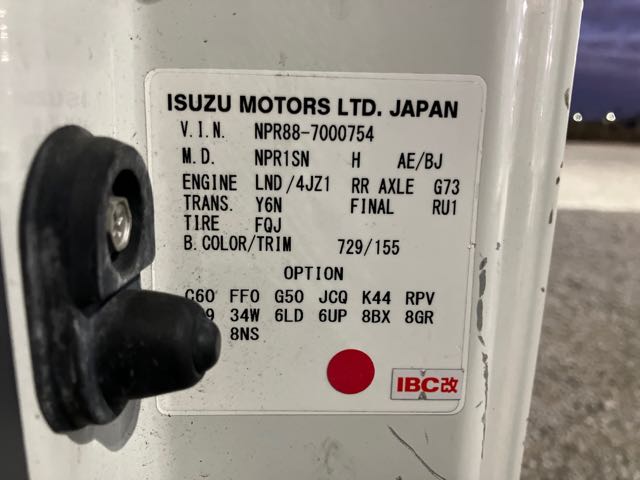 ISUZU MOTORS LTD. JAPAN
V.I.N. NPR88-7000754
M.D. NPR1SN H AE/BJ
ENGINE LND/4JZ1 RR AXLE G73
TRANS. Y6N FINAL RU1
TIRE FQJ
B.COLOR/TRIM 729/155
OPTION
C60 FF0 G50 JCQ K44 RPV
34W 6LD 6UP 8BX 8GR
8NS
IBC改